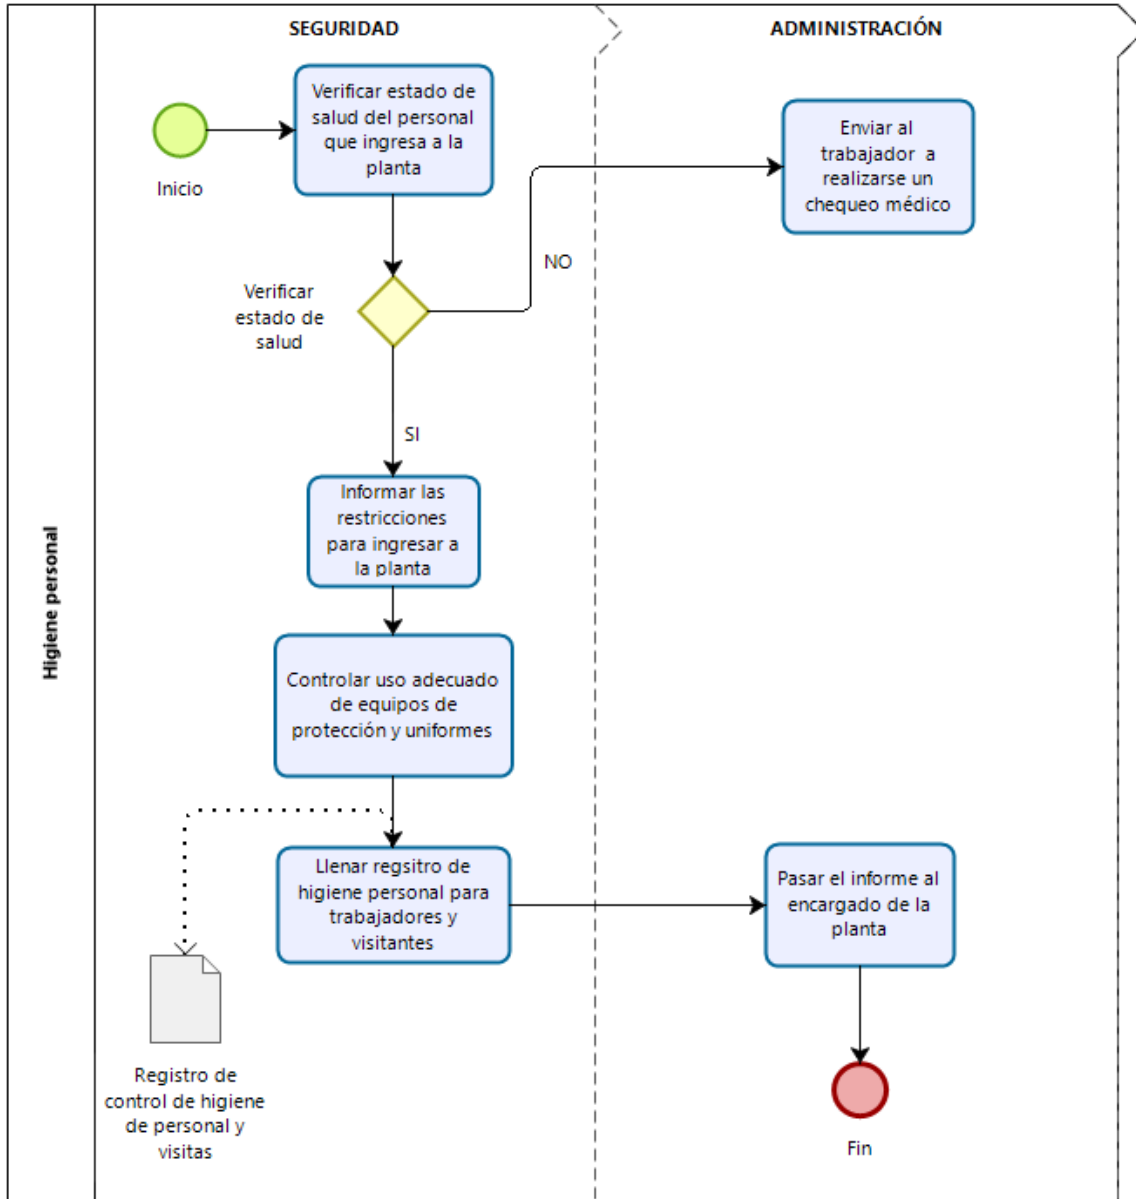 SEGURIDAD
ADMINISTRACIÓN
Verificar estado de
salud del personal
que ingresa a la
planta
Inicio
Enviar al
trabajador a
realizarse un
chequeo médico
NO
Verificar
estado de
salud
SI
Informar las
restricciones
para ingresar a
la planta
Higiene personal
Controlar uso adecuado
de equipos de
protección y uniformes
Llenar regsitro de
higiene personal para
trabajadores y
visitantes
Pasar el informe al
encargado de la
planta
Registro de
control de higiene
de personal y
visitas
Fin